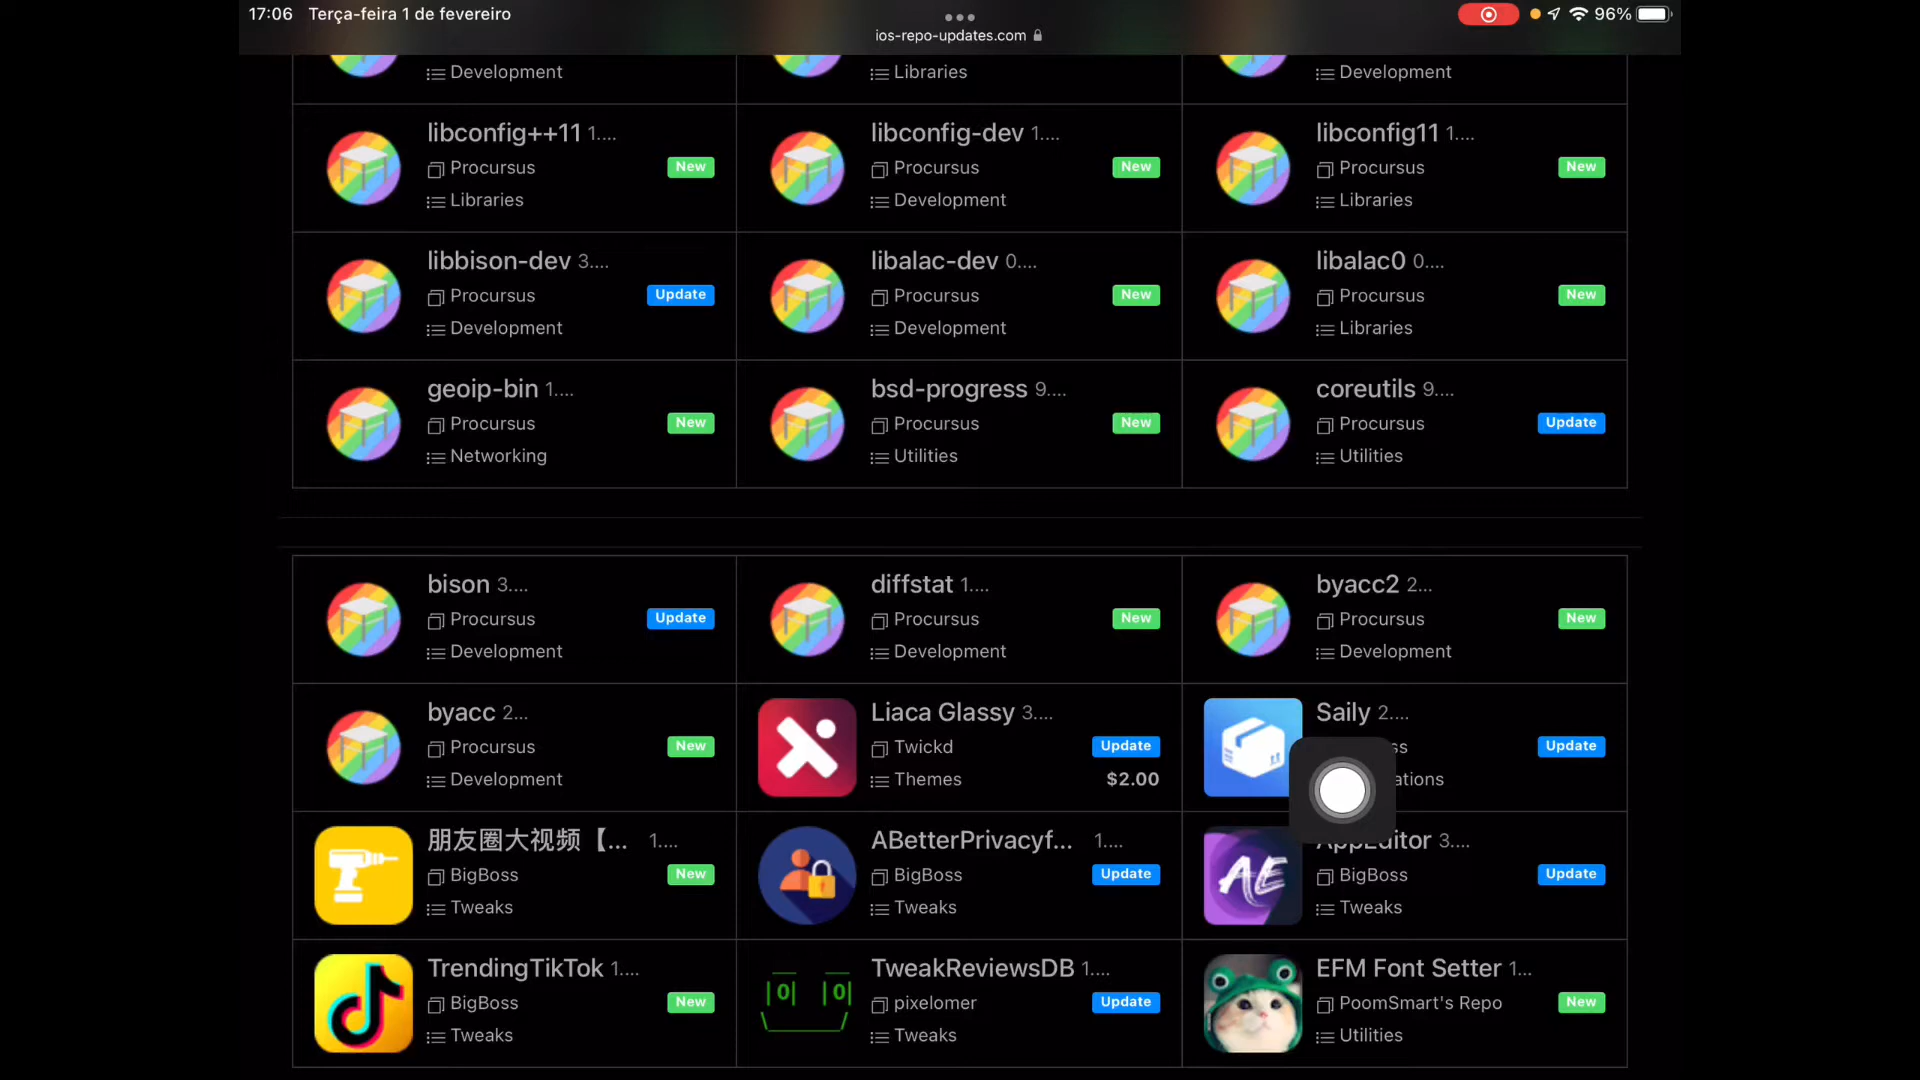 17:06 Terça-feira 1 de fevereiro
96%
ios-repo-updates.com
Development
Libraries
Development
libconfig++11 1....
Procursus
New
Libraries
libconfig-dev 1....
Procursus
New
Development
libconfig11 1....
Procursus
New
Libraries
libbison-dev 3....
Procursus
Update
Development
libalac-dev 0....
Procursus
New
Development
libalac0 0....
Procursus
New
Libraries
geoip-bin 1....
Procursus
New
Networking
bsd-progress 9....
Procursus
New
Utilities
coreutils 9....
Procursus
Update
Utilities
bison 3....
Procursus
Update
Development
diffstat 1....
Procursus
New
Development
byacc2 2...
Procursus
New
Development
byacc 2...
Procursus
New
Development
Liaca Glassy 3....
Twickd
Update
Themes
$2.00
Saily 2....
Update
朋友圈大视频【... 1....
BigBoss
New
Tweaks
ABetterPrivacyf... 1....
BigBoss
Update
Tweaks
AE
AppEditor 3....
BigBoss
Update
Tweaks
TrendingTikTok 1....
BigBoss
New
Tweaks
|0| |0|
TweakReviewsDB 1....
pixelomer
Update
Tweaks
EFM Font Setter 1...
PoomSmart's Repo
New
Utilities